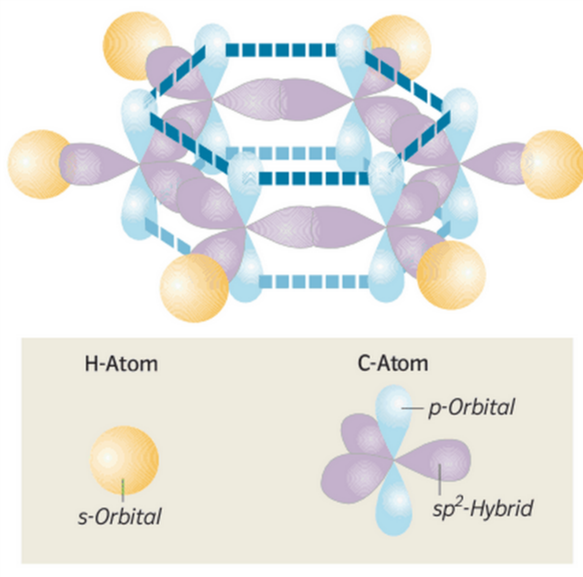 H-Atom
C-Atom
p-Orbital
s-Orbital
sp²-Hybrid